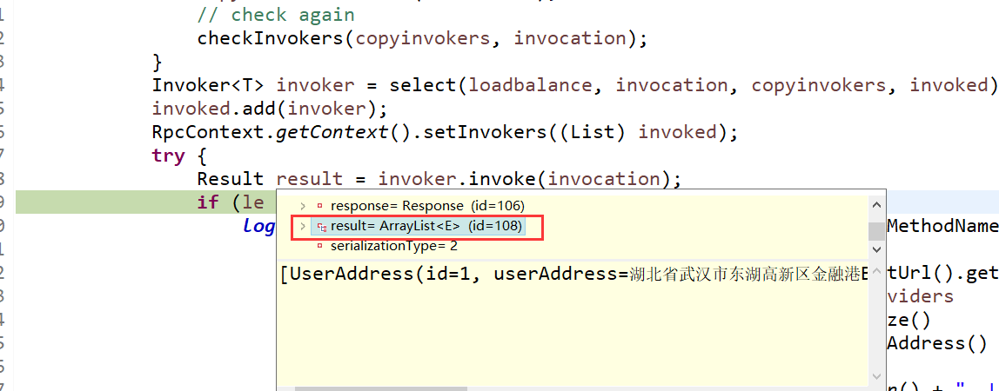 // check again
checkInvokers(copyinvokers, invocation);
}
Invoker<T> invoker = select(loadbalance, invocation, copyinvokers, invoked)
invoked.add(invoker);
RpcContext.getContext().setInvokers((List) invoked);
try {
Result result = invoker.invoke(invocation);
if (le
response= Response (id=106)
log
result= ArrayList<E> (id=108)
MethodName
serializationType= 2
[UserAddress(id=1, userAddress=湖北省武汉市东湖高新区金融港
tUrl().get
viders
ze()
Address()
r() + "